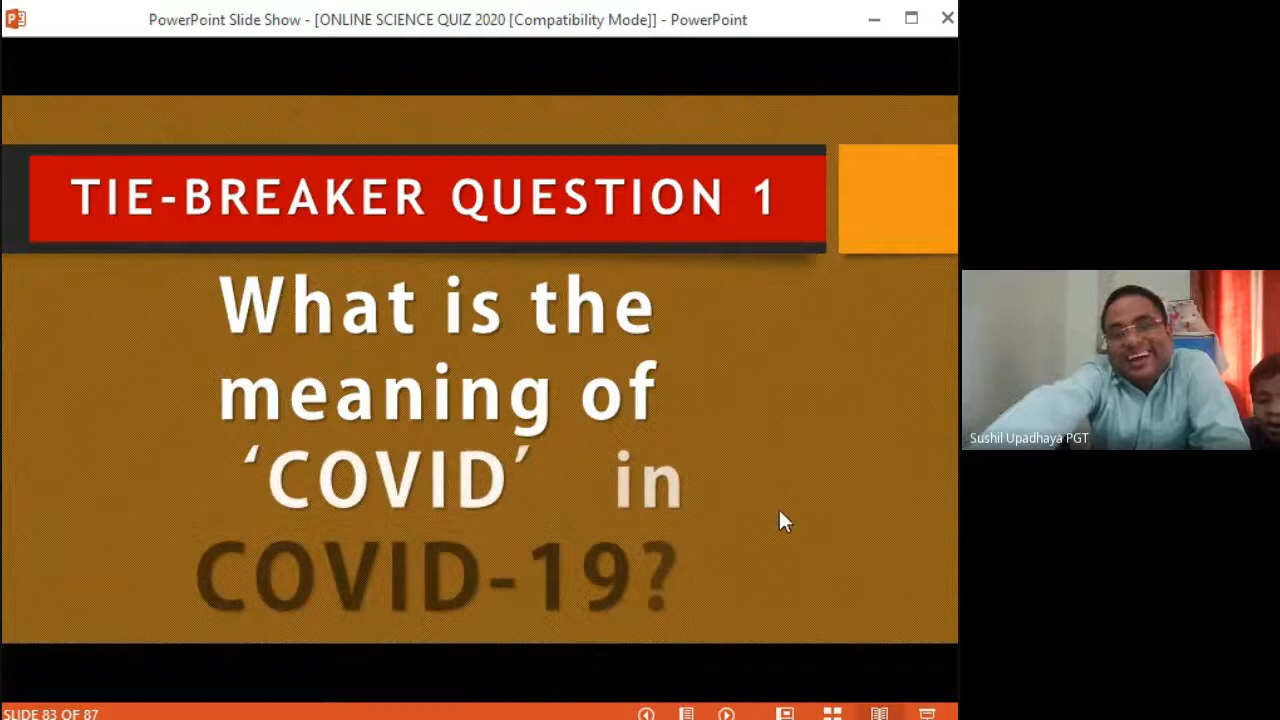 PowerPoint Slide Show - [ONLINE SCIENCE QUIZ 2020 [Compatibility Mode]] - PowerPoint
TIE-BREAKER QUESTION 1
What is the
meaning of
‘COVID’ in
COVID-19?
Sushil Upadhaya PGT
SLIDE 83 OF 87